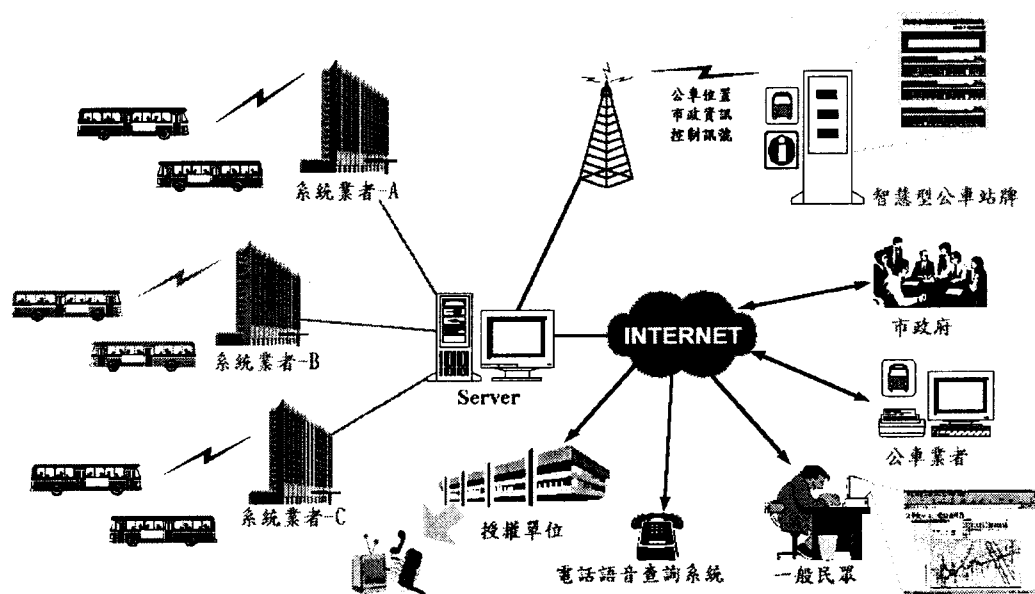 公車位置
市政資訊
控制訊號
系統業者-A
智慧型公車站牌
INTERNET
市政府
系統業者-B
Server
公車業者
系統業者-C
授權單位
電話語音查詢系統
一般民眾